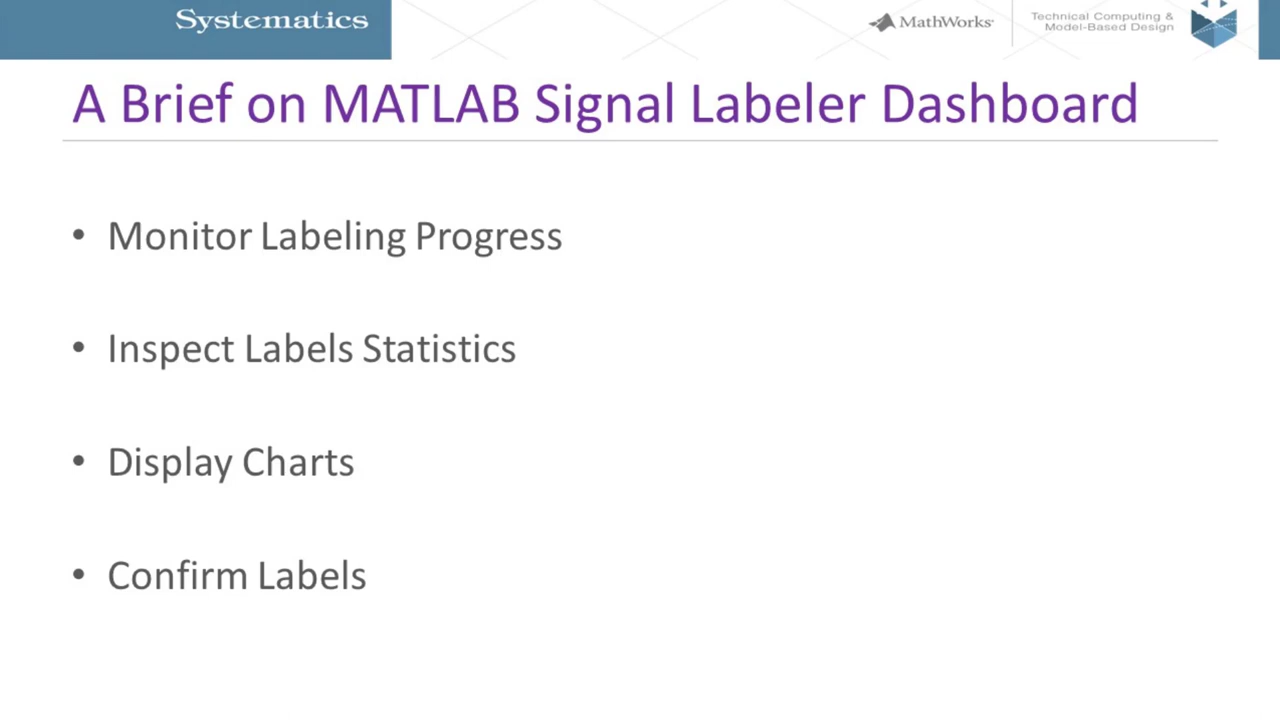 Systematics
MathWorks
Technical Computing &
Model-Based Design
A Brief on MATLAB Signal Labeler Dashboard
• Monitor Labeling Progress
• Inspect Labels Statistics
• Display Charts
• Confirm Labels